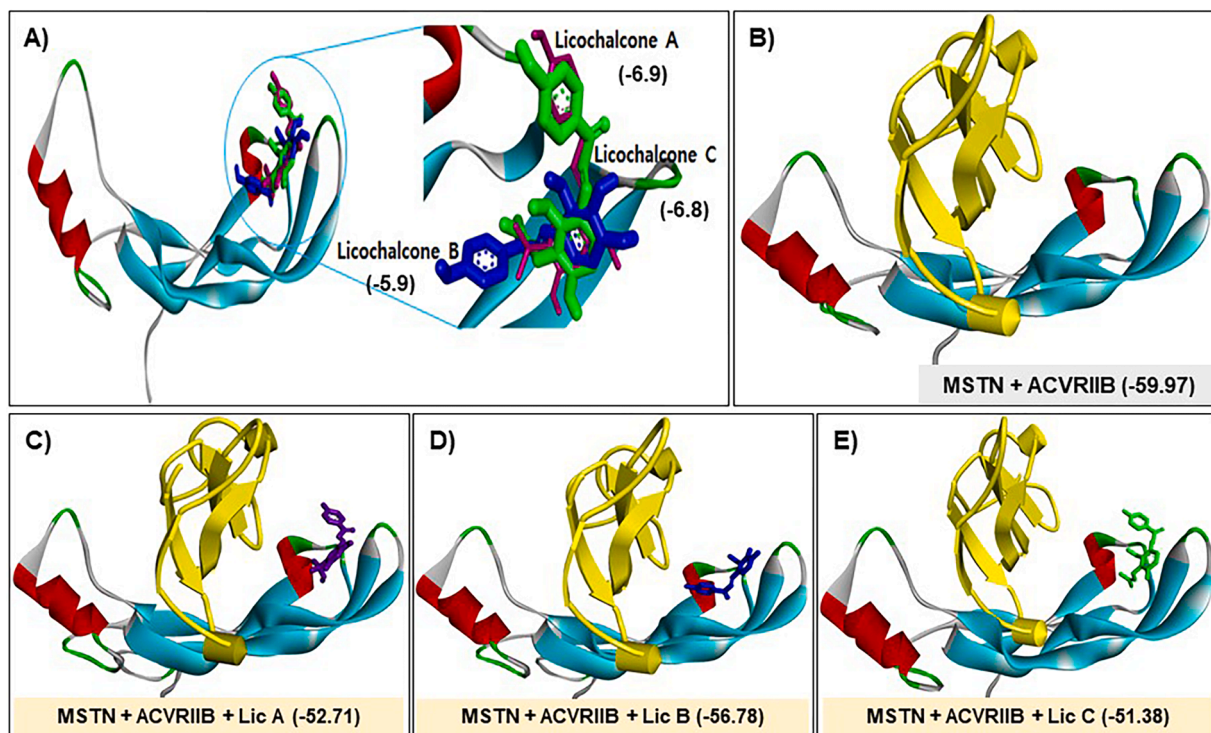 A)
Licochalcone A
(-6.9)
Licochalcone C
(-6.8)
Licochalcone B
(-5.9)
B)
MSTN + ACVRIIB (-59.97)
C)
MSTN + ACVRIIB + Lic A (-52.71)
D)
MSTN + ACVRIIB + Lic B (-56.78)
E)
MSTN + ACVRIIB + Lic C (-51.38)